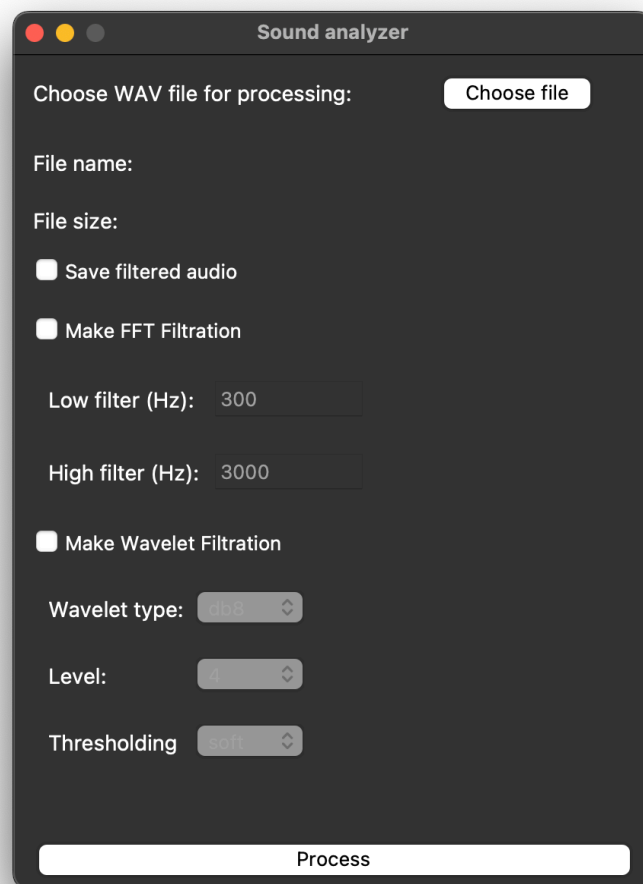 Sound analyzer
Choose WAV file for processing: Choose file
File name:
File size:
Save filtered audio
Make FFT Filtration
Low filter (Hz): 300
High filter (Hz): 3000
Make Wavelet Filtration
Wavelet type: db8
Level: 4
Thresholding soft
Process